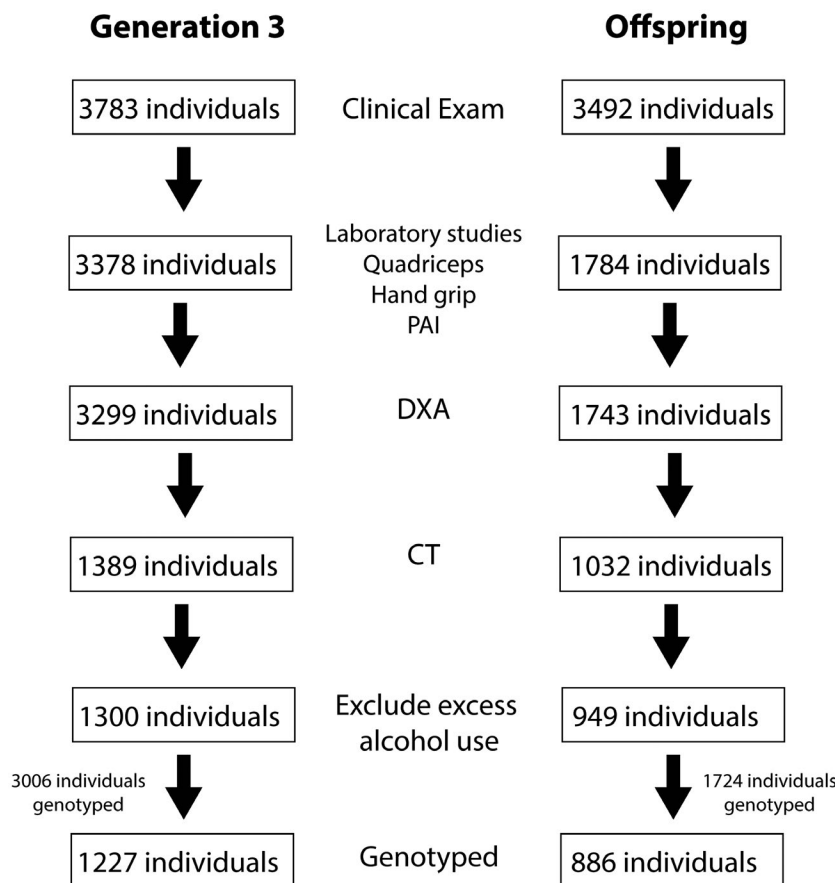 Generation 3
Offspring
3783 individuals
Clinical Exam
3492 individuals
3378 individuals
Laboratory studies
Quadriceps
Hand grip
PAI
1784 individuals
3299 individuals
DXA
1743 individuals
1389 individuals
CT
1032 individuals
1300 individuals
Exclude excess
alcohol use
949 individuals
3006 individuals
genotyped
1724 individuals
genotyped
1227 individuals
Genotyped
886 individuals